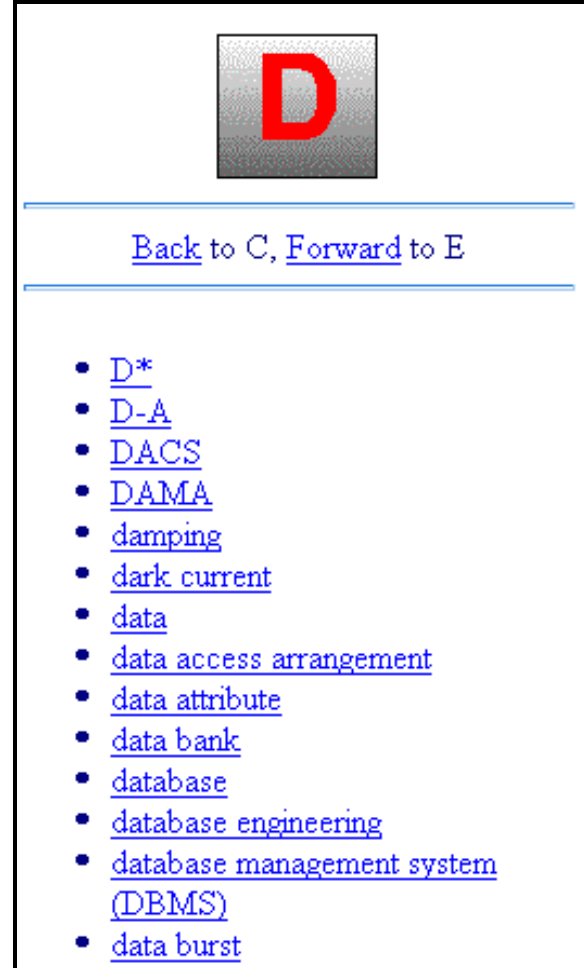 D
Back to C, Forward to E
D*
D-A
DACS
DAMA
damping
dark current
data
data access arrangement
data attribute
data bank
database
database engineering
database management system
(DBMS)
data burst